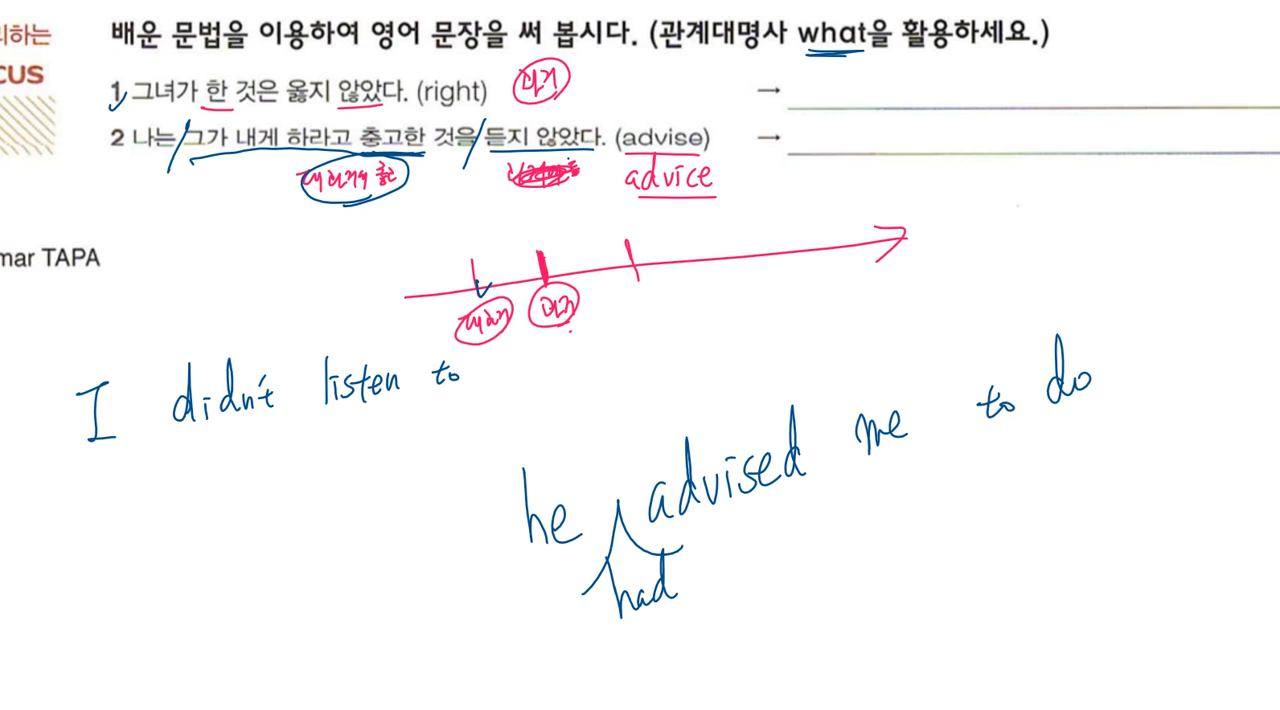 리하는
배운 문법을 이용하여 영어 문장을 써 봅시다. (관계대명사 what을 활용하세요.)
CUS
1 그녀가 한 것은 옳지 않았다. (right) 과거 →
2 나는 그가 내게 하라고 충고한 것을 듣지 않았다. (advise) →
advice
mar TAPA
대과거 과거
I didn't listen to
he advised me to do
had